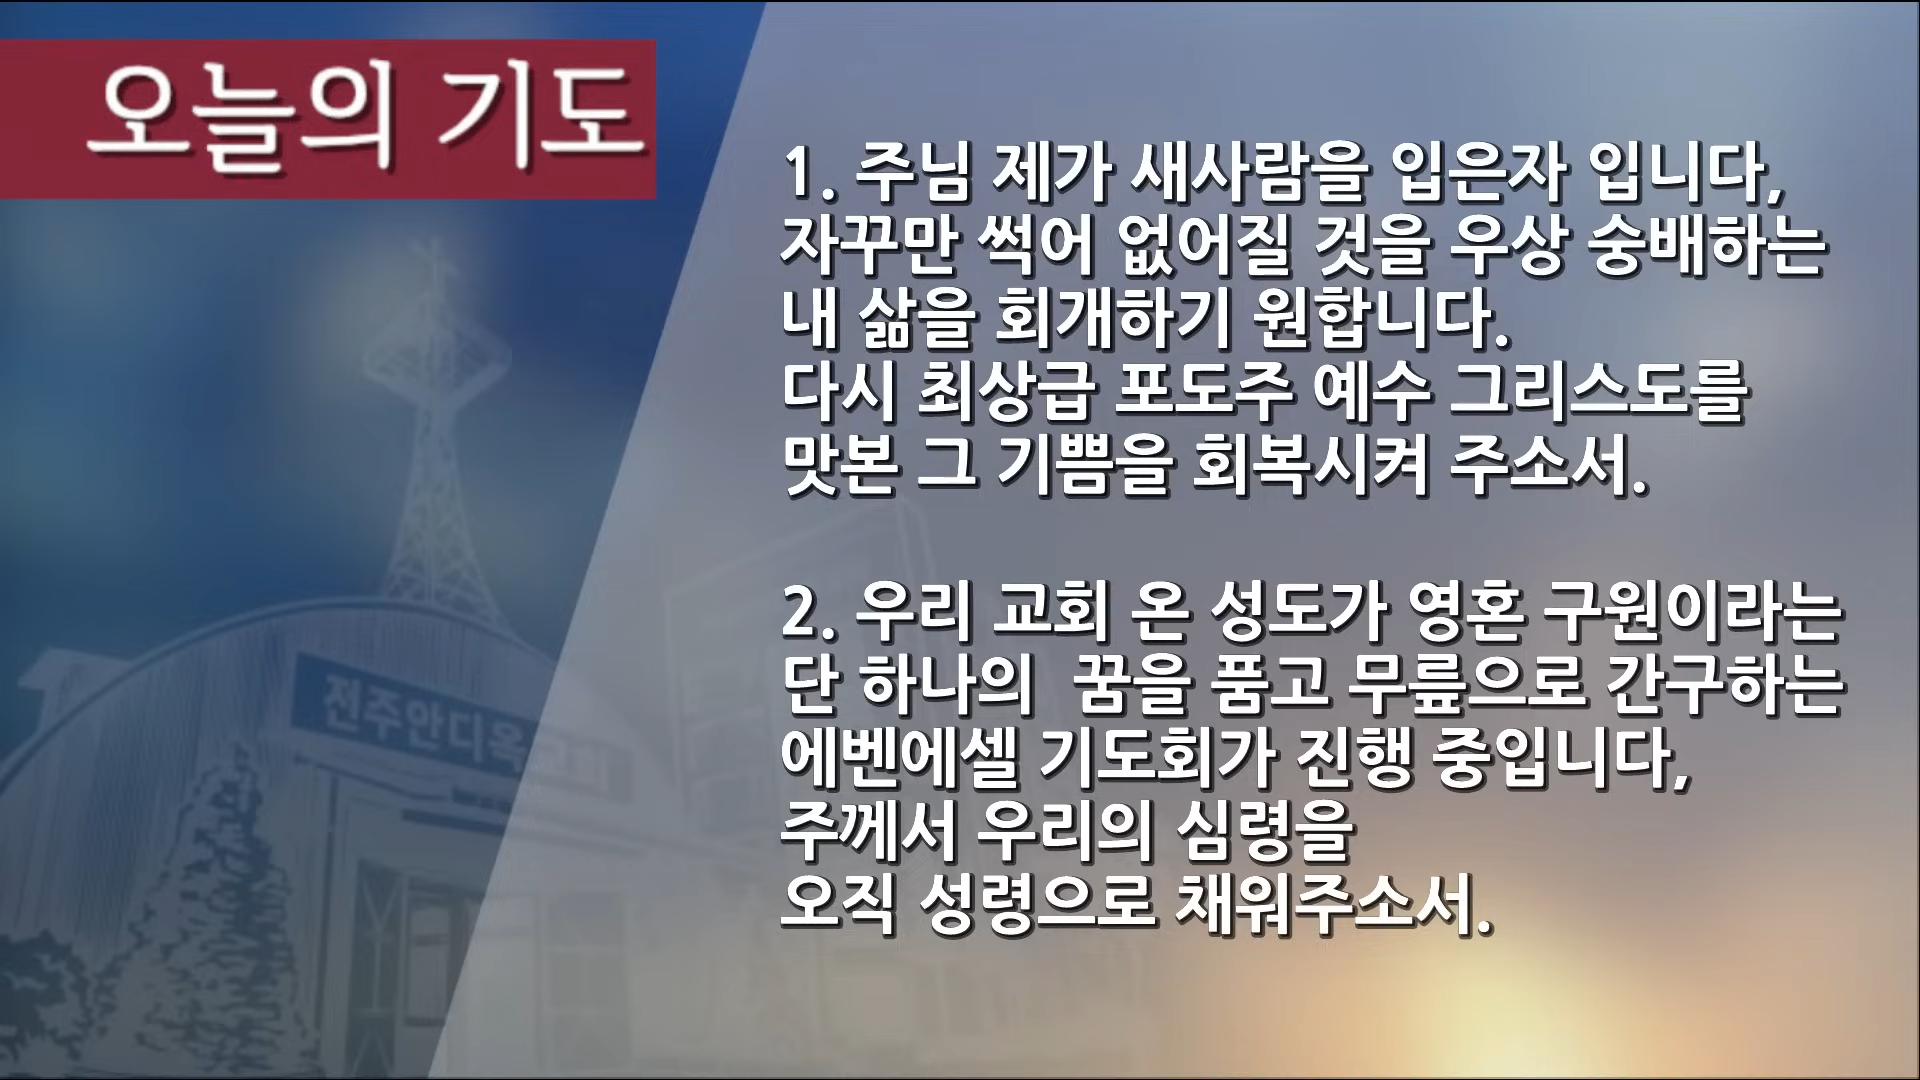 오늘의 기도
1. 주님 제가 새사람을 입은자 입니다,
자꾸만 썩어 없어질 것을 우상 숭배하는
내 삶을 회개하기 원합니다.
다시 최상급 포도주 예수 그리스도를
맛본 그 기쁨을 회복시켜 주소서.
2. 우리 교회 온 성도가 영혼 구원이라는
단 하나의 꿈을 품고 무릎으로 간구하는
에벤에셀 기도회가 진행 중입니다,
주께서 우리의 심령을
오직 성령으로 채워주소서.
전주안디옥교회